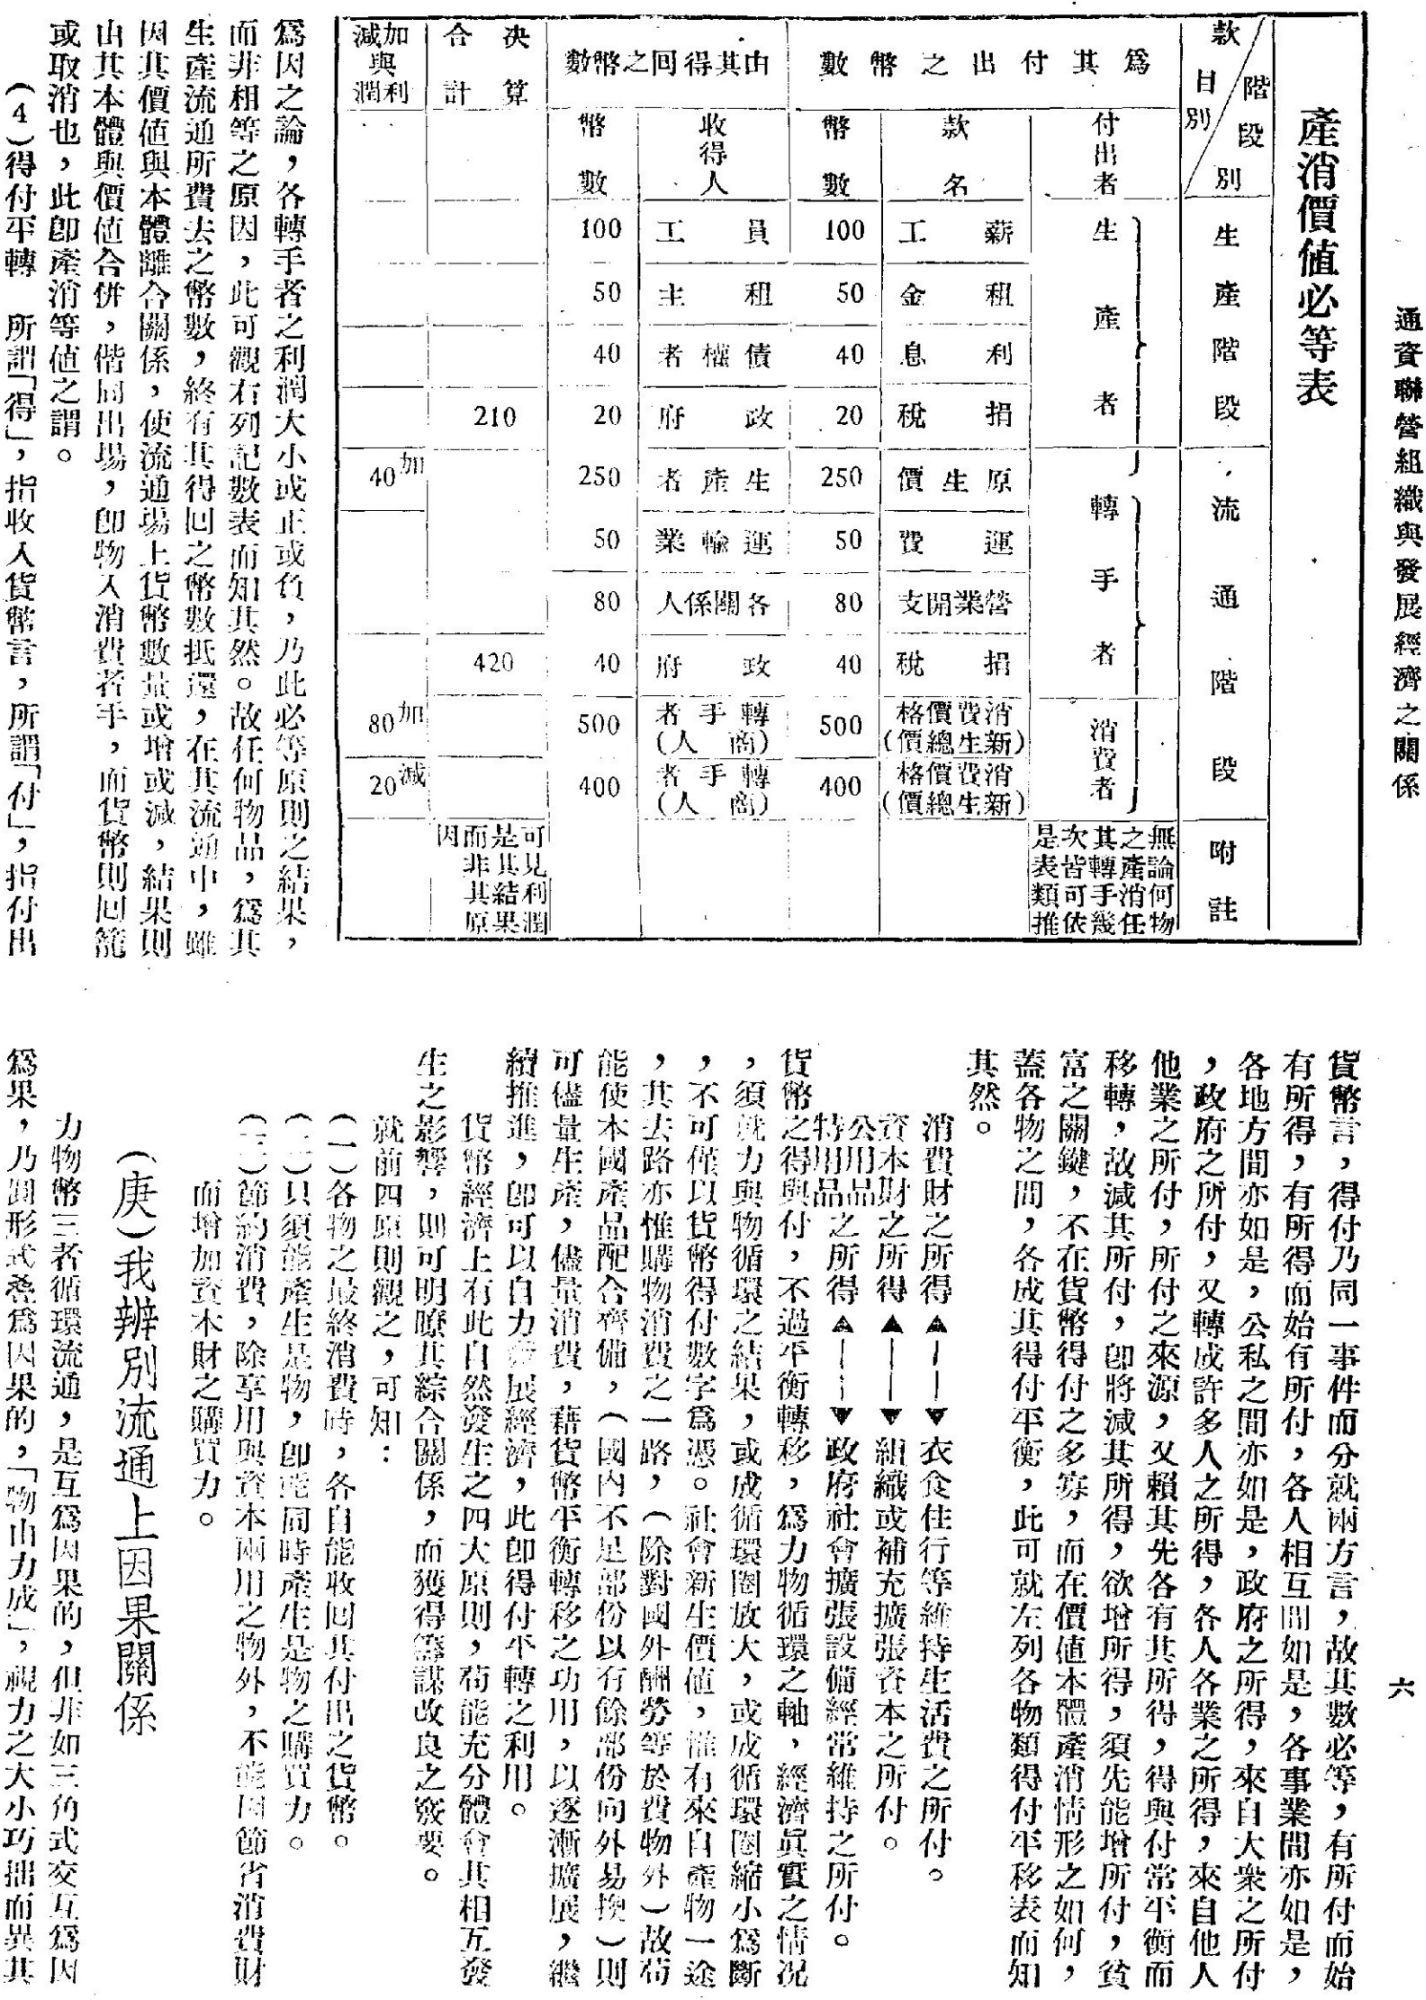 通資聯營組織與發展經濟之關係
六
產消價值必等表
階段別 款目別 生產階段 流通階段 附註
為其付出之幣數
付出者 生產者 轉手者 消費者 無論何物之產消任其轉手幾次皆可依是表類推
款名 工薪 租金 利息 捐稅 原生價 運費 營業開支 捐稅 消費價格(新生總價) 消費價格(新生總價)
幣數 100 50 40 20 250 50 80 40 500 400
由其得回之幣數
收得人 員工 租主 債權者 政府 生產者 運輸業 各關係人 政府 轉手者(商人) 轉手者(商人)
幣數 100 50 40 20 250 50 80 40 500 400
決算合計 210 420 可見利潤是其結果而非其原因
加減與利潤 加40 加80 減20
為因之論,各轉手者之利潤大小或正或負,乃此必等原則之結果,
而非相等之原因,此可觀右列記數表而知其然。故任何物品,為其
生產流通所費去之幣數,終有其得回之幣數抵還,在其流通中,雖
因其價值與本體離合關係,使流通場上貨幣數量或增或減,結果則
由其本體與價值合併,偕同出場,即物入消費者手,而貨幣則回籠
或取消也,此即產消等值之謂。
(4)得付平轉 所謂「得」,指收入貨幣言,所謂「付」,指付出
貨幣言,得付乃同一事件而分就兩方言,故其數必等,有所付而始
有所得,有所得而始有所付,各人相互間如是,各事業間亦如是,
各地方間亦如是,公私之間亦如是,政府之所得,來自大衆之所付
,政府之所付,又轉成許多人之所得,各人各業之所得,來自他人
他業之所付,所付之來源,又賴其先各有其所得,得與付常平衡而
移轉,故減其所付,即將減其所得,欲增所得,須先能增所付,貧
富之關鍵,不在貨幣得付之多寡,而在價值本體產消情形之如何,
蓋各物之間,各成其得付平衡,此可就左列各物類得付平移表而知
其然。
消費財之所得▲——▼衣食住行等維持生活費之所付。
資本財之所得▲——▼組織或補充擴張資本之所付。
公用品特用品之所得▲——▼政府社會擴張設備經常維持之所付。
貨幣之得與付,不過平衡轉移,為力物循環之軸,經濟眞實之情况
,須就力與物循環之結果,或成循環圈放大,或成循環圈縮小為斷
,不可僅以貨幣得付數字為憑。社會新生價值,惟有來自產物一途
,其去路亦惟購物消費之一路,(除對國外酬勞等於費物外)故苟
能使本國產品配合齊備,(國內不足部份以有餘部份向外易換)則
可儘量生產,儘量消費,藉貨幣平衡轉移之功用,以逐漸擴展,繼
續推進,即可以自力發展經濟,此即得付平轉之利用。
貨幣經濟上有此自然發生之四大原則,苟能充分體會其相互發
生之影響,則可明瞭其綜合關係,而獲得籌謀改良之竅要。
就前四原則觀之,可知:
(一)各物之最終消費時,各自能收回其付出之貨幣。
(二)只須能產生是物,即能同時產生是物之購買力。
(三)節約消費,除享用與資本兩用之物外,不能因節省消費財
而增加資本財之購買力。
(庚)我辨別流通上因果關係
力物幣三者循環流通,是互為因果的,但非如三角式交互為因
為果,乃圓形式叠為因果的,「物由力成」,視力之大小巧拙而異其